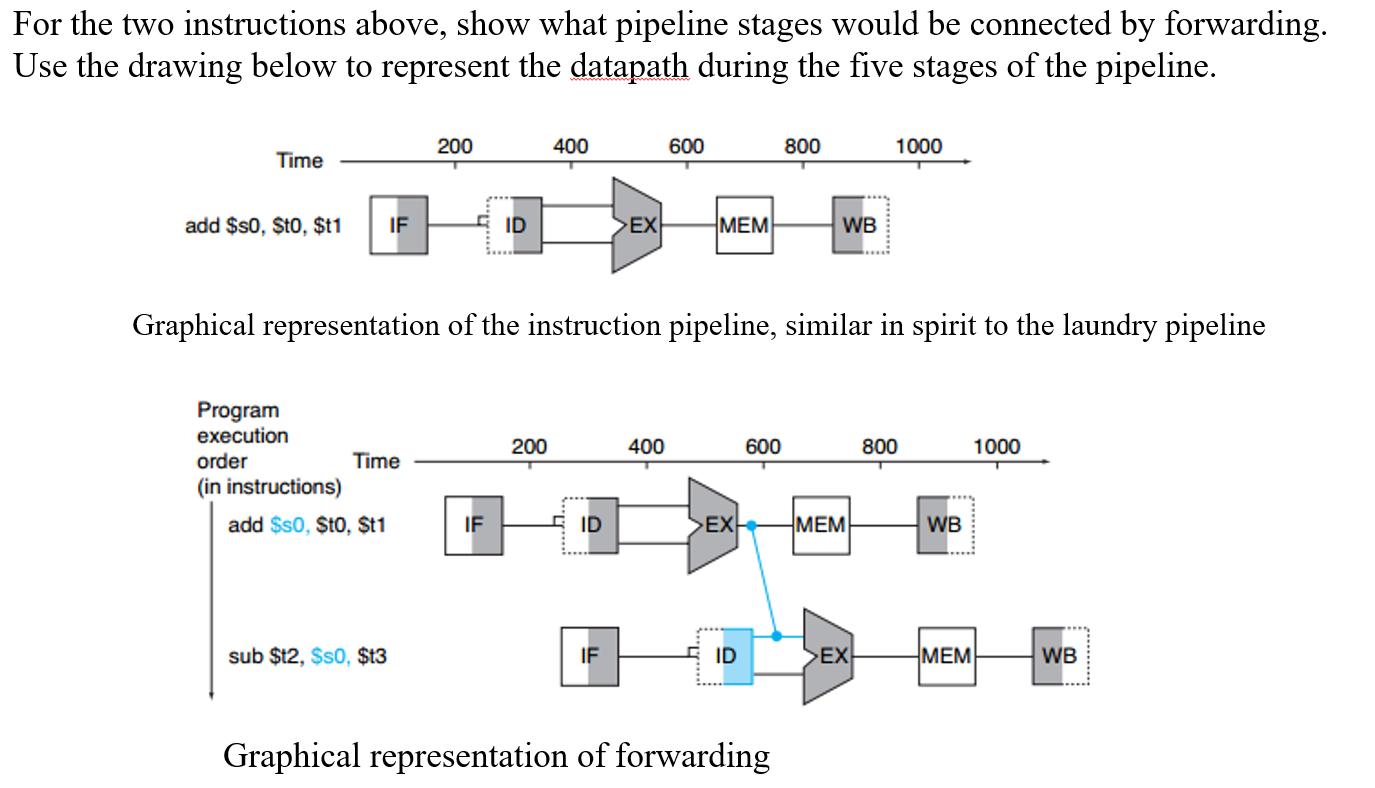 For the two instructions above, show what pipeline stages would be connected by forwarding.
Use the drawing below to represent the datapath during the five stages of the pipeline.
Time 200 400 600 800 1000
add $s0, $t0, $t1 IF ID EX MEM WB
Graphical representation of the instruction pipeline, similar in spirit to the laundry pipeline
Program
execution
order
(in instructions)
Time 200 400 600 800 1000
add $s0, $t0, $t1 IF ID EX MEM WB
sub $t2, $s0, $t3 IF ID EX MEM WB
Graphical representation of forwarding